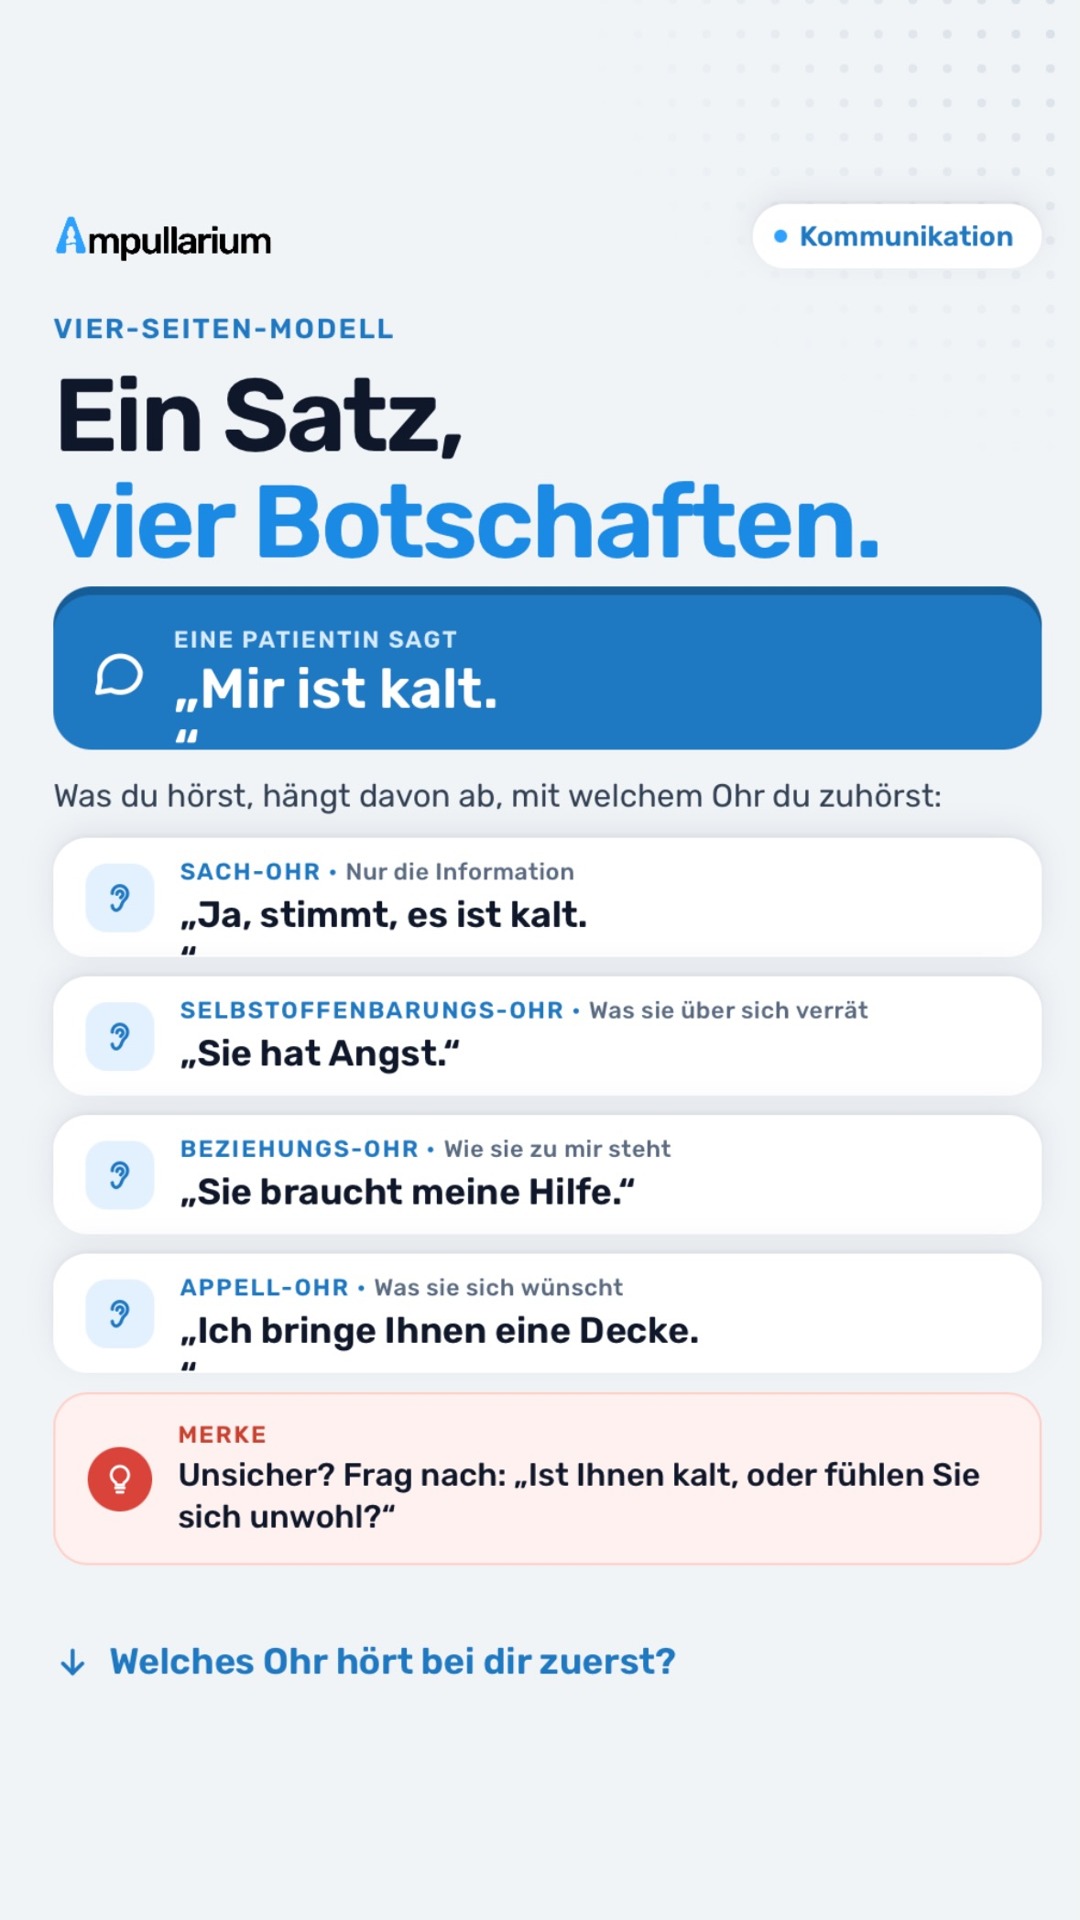 Ampullarium
Kommunikation
VIER-SEITEN-MODELL
Ein Satz,
vier Botschaften.
EINE PATIENTIN SAGT
„Mir ist kalt.
“
Was du hörst, hängt davon ab, mit welchem Ohr du zuhörst:
SACH-OHR • Nur die Information
„Ja, stimmt, es ist kalt.
“
SELBSTOFFENBARUNGS-OHR • Was sie über sich verrät
„Sie hat Angst.“
BEZIEHUNGS-OHR • Wie sie zu mir steht
„Sie braucht meine Hilfe.“
APPELL-OHR • Was sie sich wünscht
„Ich bringe Ihnen eine Decke.
“
MERKE
Unsicher? Frag nach: „Ist Ihnen kalt, oder fühlen Sie
sich unwohl?“
↓ Welches Ohr hört bei dir zuerst?